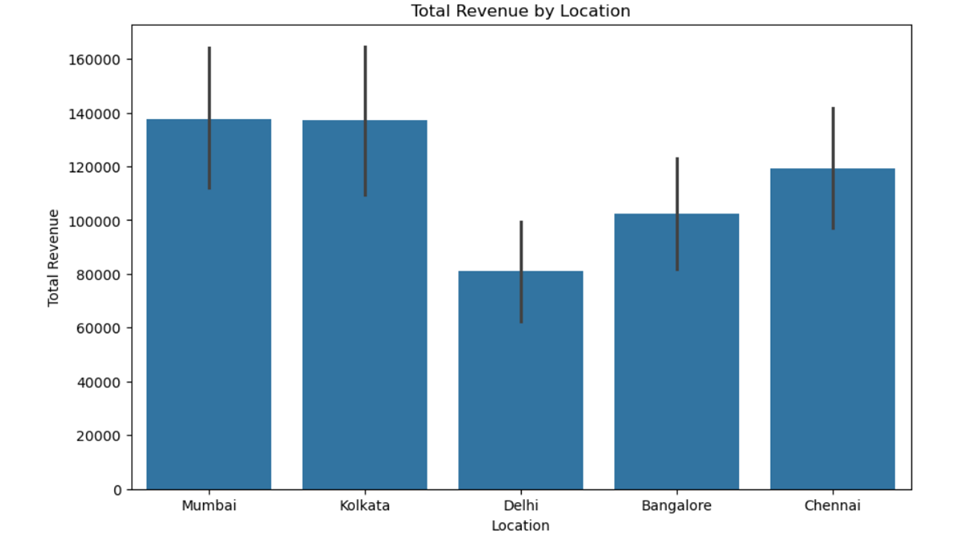 Total Revenue by Location
Total Revenue
160000
140000
120000
100000
80000
60000
40000
20000
0
Mumbai Kolkata Delhi Bangalore Chennai
Location